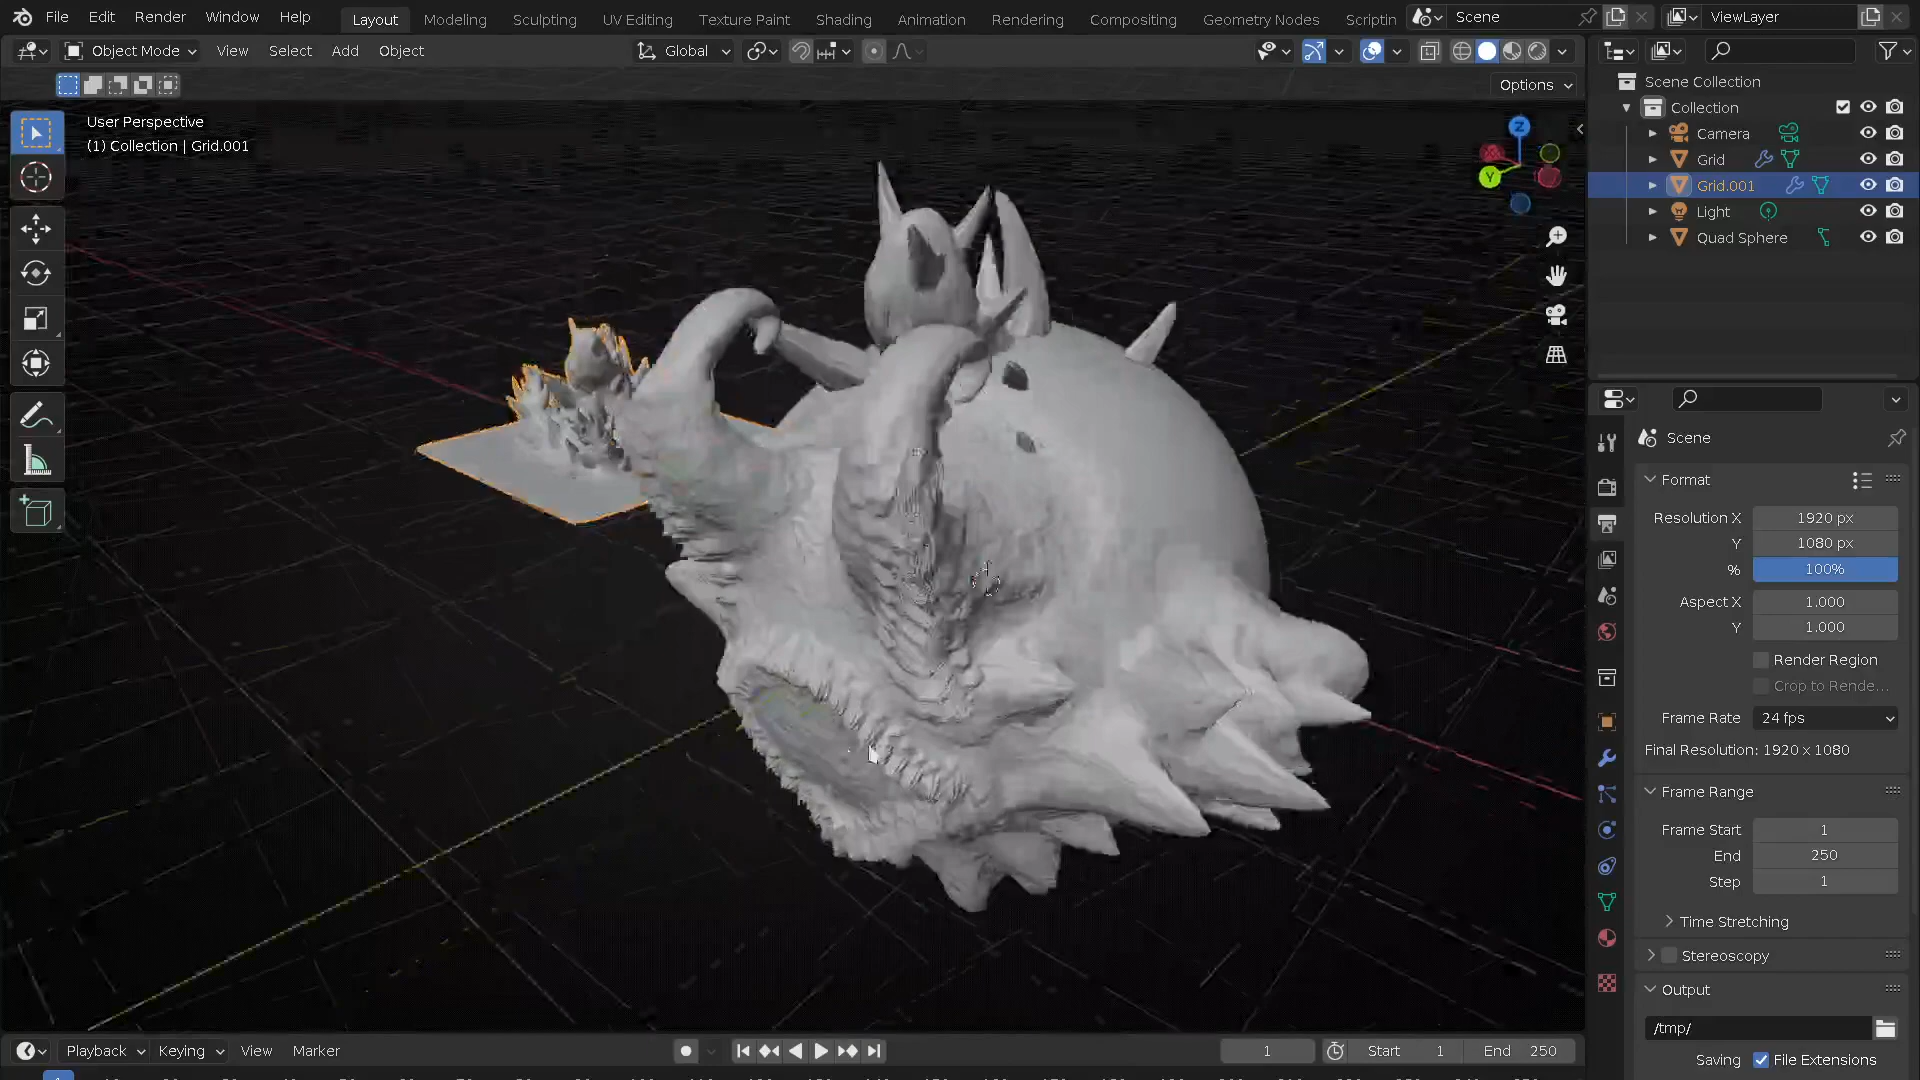 File Edit Render Window Help Layout Modeling Sculpting UV Editing Texture Paint Shading Animation Rendering Compositing Geometry Nodes Scriptin Scene ViewLayer
Object Mode View Select Add Object Global
Options
User Perspective
(1) Collection | Grid.001
Z
Y
Scene Collection
Collection
Camera
Grid
Grid.001
Light
Quad Sphere
Scene
Format
Resolution X 1920 px
Y 1080 px
% 100%
Aspect X 1.000
Y 1.000
Render Region
Crop to Rende...
Frame Rate 24 fps
Final Resolution: 1920 x 1080
Frame Range
Frame Start 1
End 250
Step 1
Time Stretching
Stereoscopy
Output
/tmp/
Saving File Extensions
Playback Keying View Marker 1 Start 1 End 250